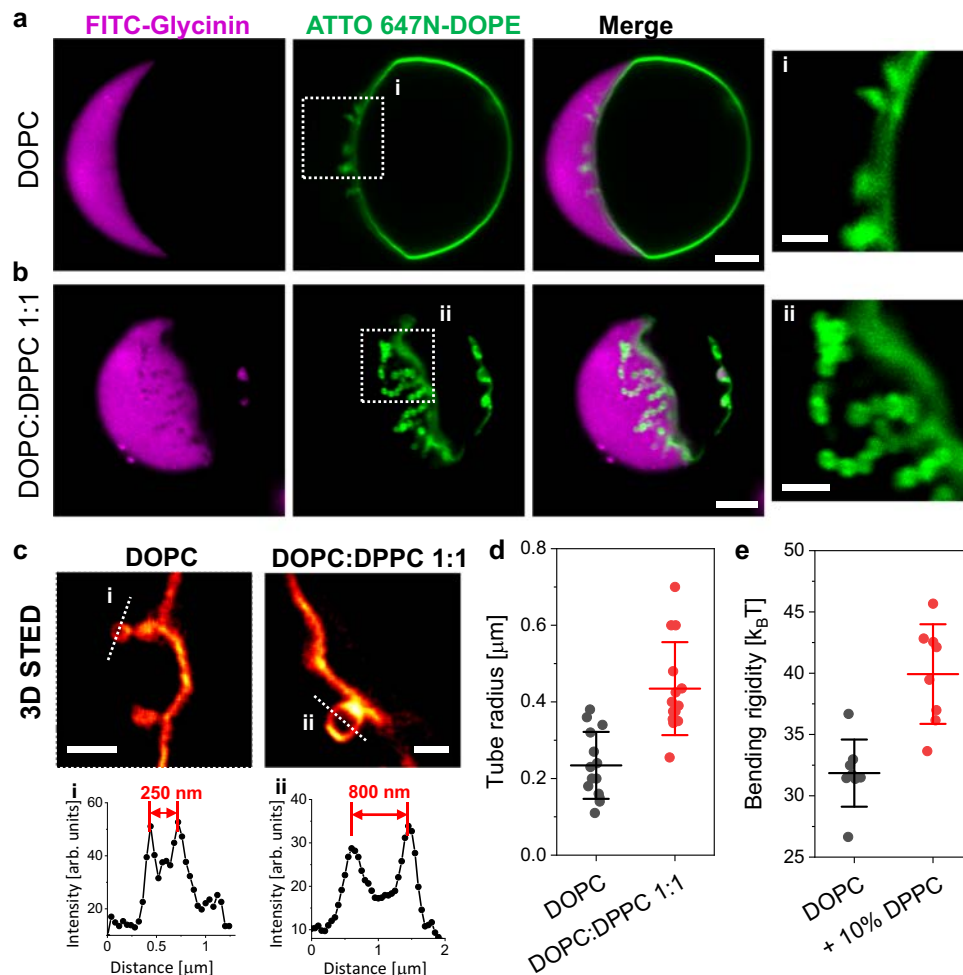 a
FITC-Glycinin
ATTO 647N-DOPE
Merge
DOPC
i
i
b
DOPC:DPPC 1:1
ii
ii
c
DOPC
DOPC:DPPC 1:1
3D STED
i
ii
i
250 nm
Intensity [arb. units]
60
40
20
0
0.5
1
Distance [μm]
ii
800 nm
Intensity [arb. units]
40
30
20
10
0
1
2
Distance [μm]
d
Tube radius [μm]
0.8
0.6
0.4
0.2
0.0
DOPC
DOPC:DPPC 1:1
e
Bending rigidity [kBT]
50
45
40
35
30
25
DOPC
+ 10% DPPC